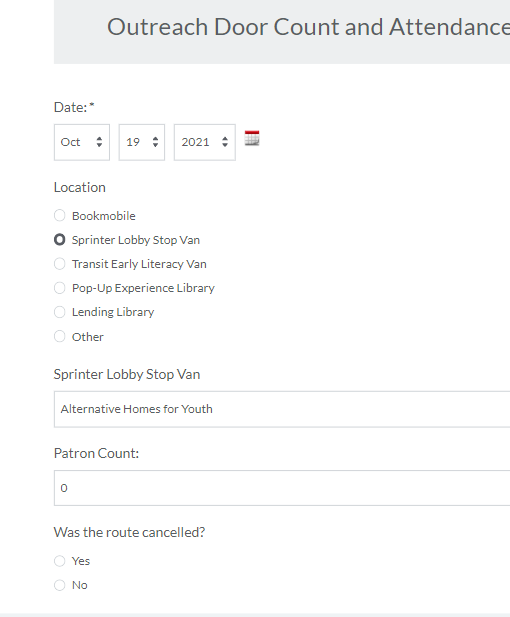 Outreach Door Count and Attendance
Date:*
Oct 19 2021
Location
Bookmobile
Sprinter Lobby Stop Van
Transit Early Literacy Van
Pop-Up Experience Library
Lending Library
Other
Sprinter Lobby Stop Van
Alternative Homes for Youth
Patron Count:
0
Was the route cancelled?
Yes
No